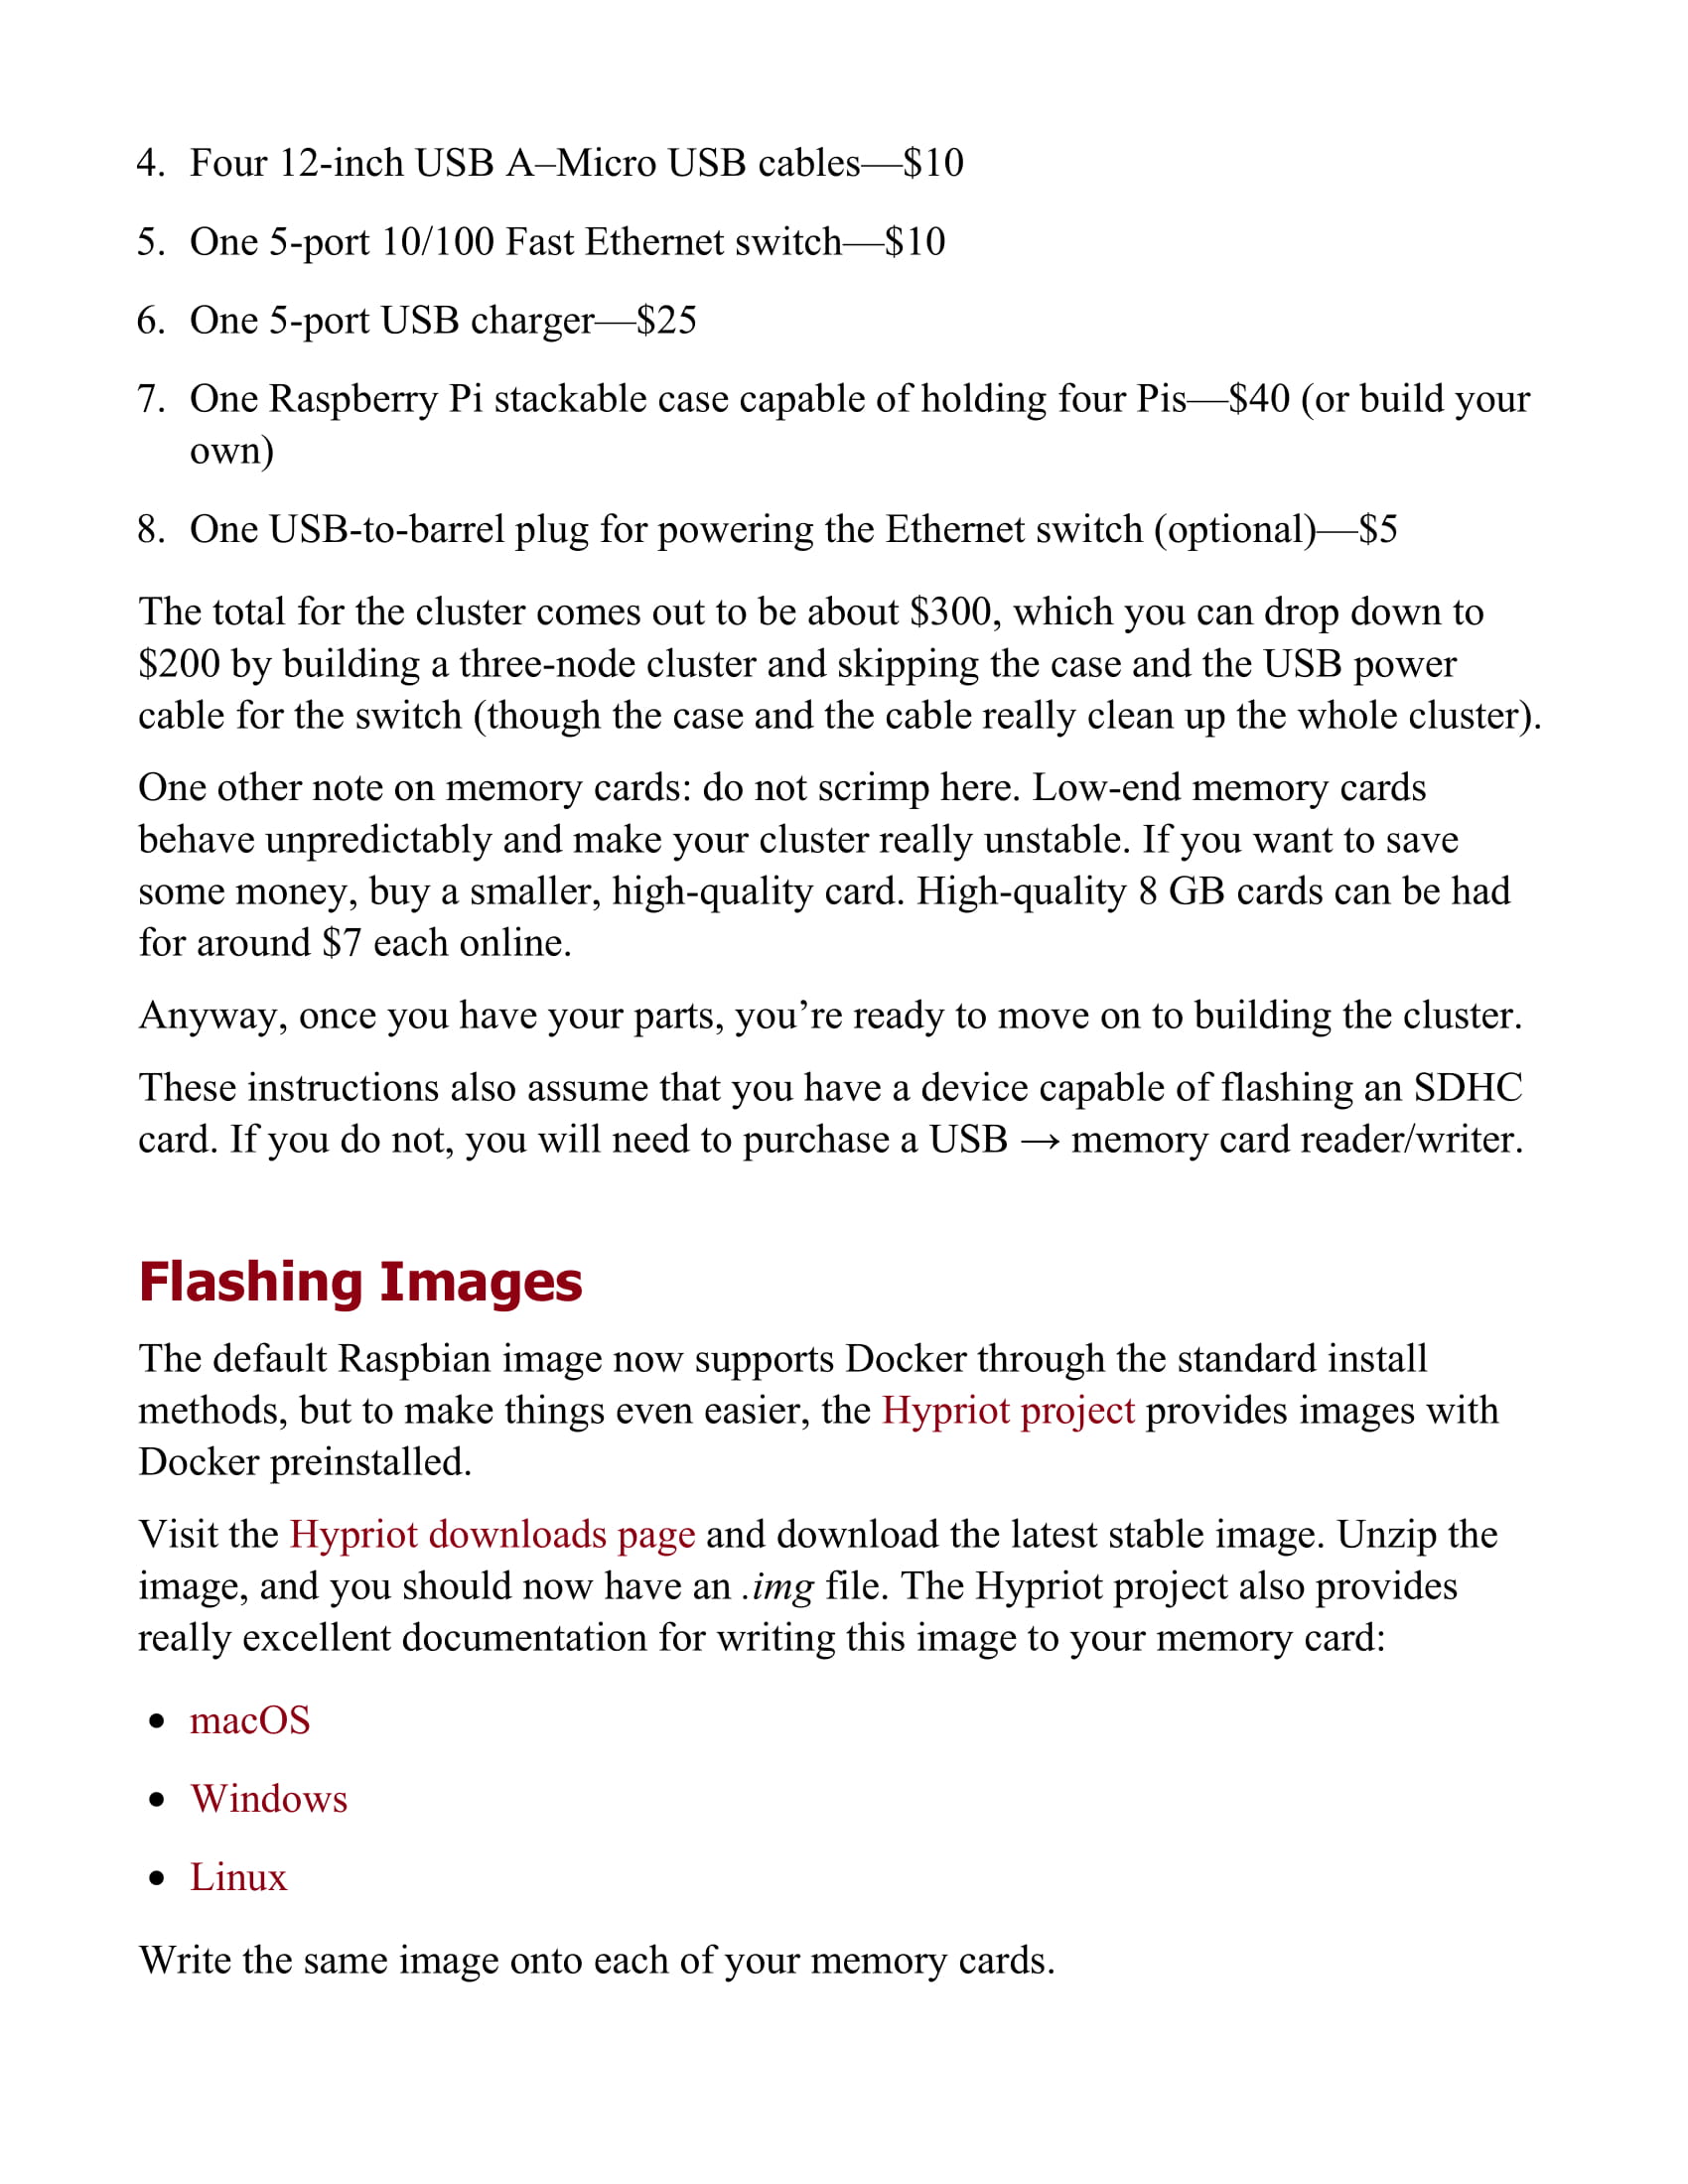 4. Four 12-inch USB A–Micro USB cables—$10
5. One 5-port 10/100 Fast Ethernet switch—$10
6. One 5-port USB charger—$25
7. One Raspberry Pi stackable case capable of holding four Pis—$40 (or build your
own)
8. One USB-to-barrel plug for powering the Ethernet switch (optional)—$5
The total for the cluster comes out to be about $300, which you can drop down to
$200 by building a three-node cluster and skipping the case and the USB power
cable for the switch (though the case and the cable really clean up the whole cluster).
One other note on memory cards: do not scrimp here. Low-end memory cards
behave unpredictably and make your cluster really unstable. If you want to save
some money, buy a smaller, high-quality card. High-quality 8 GB cards can be had
for around $7 each online.
Anyway, once you have your parts, you’re ready to move on to building the cluster.
These instructions also assume that you have a device capable of flashing an SDHC
card. If you do not, you will need to purchase a USB → memory card reader/writer.
Flashing Images
The default Raspbian image now supports Docker through the standard install
methods, but to make things even easier, the Hypriot project provides images with
Docker preinstalled.
Visit the Hypriot downloads page and download the latest stable image. Unzip the
image, and you should now have an .img file. The Hypriot project also provides
really excellent documentation for writing this image to your memory card:
• macOS
• Windows
• Linux
Write the same image onto each of your memory cards.